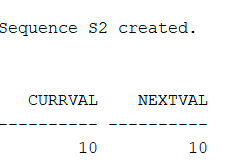 Sequence S2 created.
CURRVAL NEXTVAL
---------- ----------
10 10